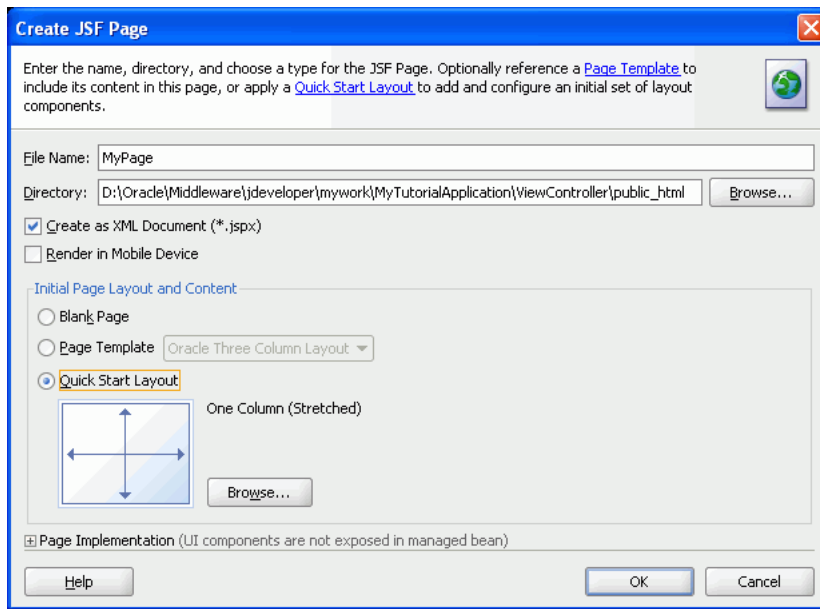 Create JSF Page
Enter the name, directory, and choose a type for the JSF Page. Optionally reference a Page Template to
include its content in this page, or apply a Quick Start Layout to add and configure an initial set of layout
components.
File Name: MyPage
Directory: D:\Oracle\Middleware\jdeveloper\mywork\MyTutorialApplication\ViewController\public_html Browse...
Create as XML Document (*.jspx)
Render in Mobile Device
Initial Page Layout and Content
Blank Page
Page Template Oracle Three Column Layout
Quick Start Layout
One Column (Stretched)
Browse...
Page Implementation (UI components are not exposed in managed bean)
Help OK Cancel